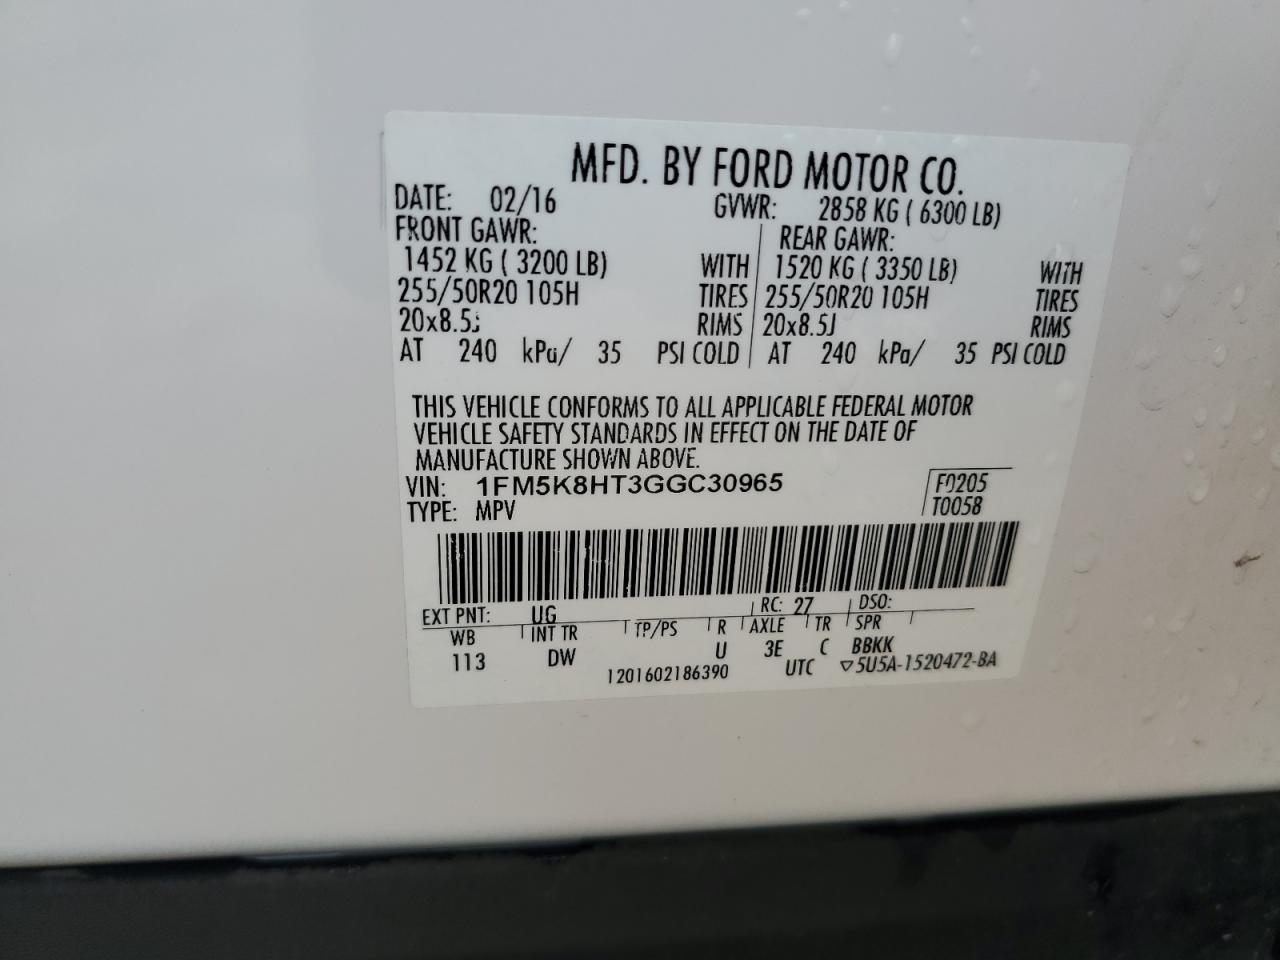 MFD. BY FORD MOTOR CO.
DATE: 02/16 GVWR: 2858 KG ( 6300 LB)
FRONT GAWR: REAR GAWR:
1452 KG ( 3200 LB) WITH 1520 KG ( 3350 LB) WITH
255/50R20 105H TIRES 255/50R20 105H TIRES
20x8.5J RIMS 20x8.5J RIMS
AT 240 kPa/ 35 PSI COLD AT 240 kPa/ 35 PSI COLD
THIS VEHICLE CONFORMS TO ALL APPLICABLE FEDERAL MOTOR
VEHICLE SAFETY STANDARDS IN EFFECT ON THE DATE OF
MANUFACTURE SHOWN ABOVE.
VIN: 1FM5K8HT3GGC30965 F0205
TYPE: MPV T0058
EXT PNT: UG RC: 27 DSO:
WB INT TR TP/PS R AXLE TR SPR
113 DW U 3E C BBKK
1201602186390 UTC ▽5U5A-1520472-BA